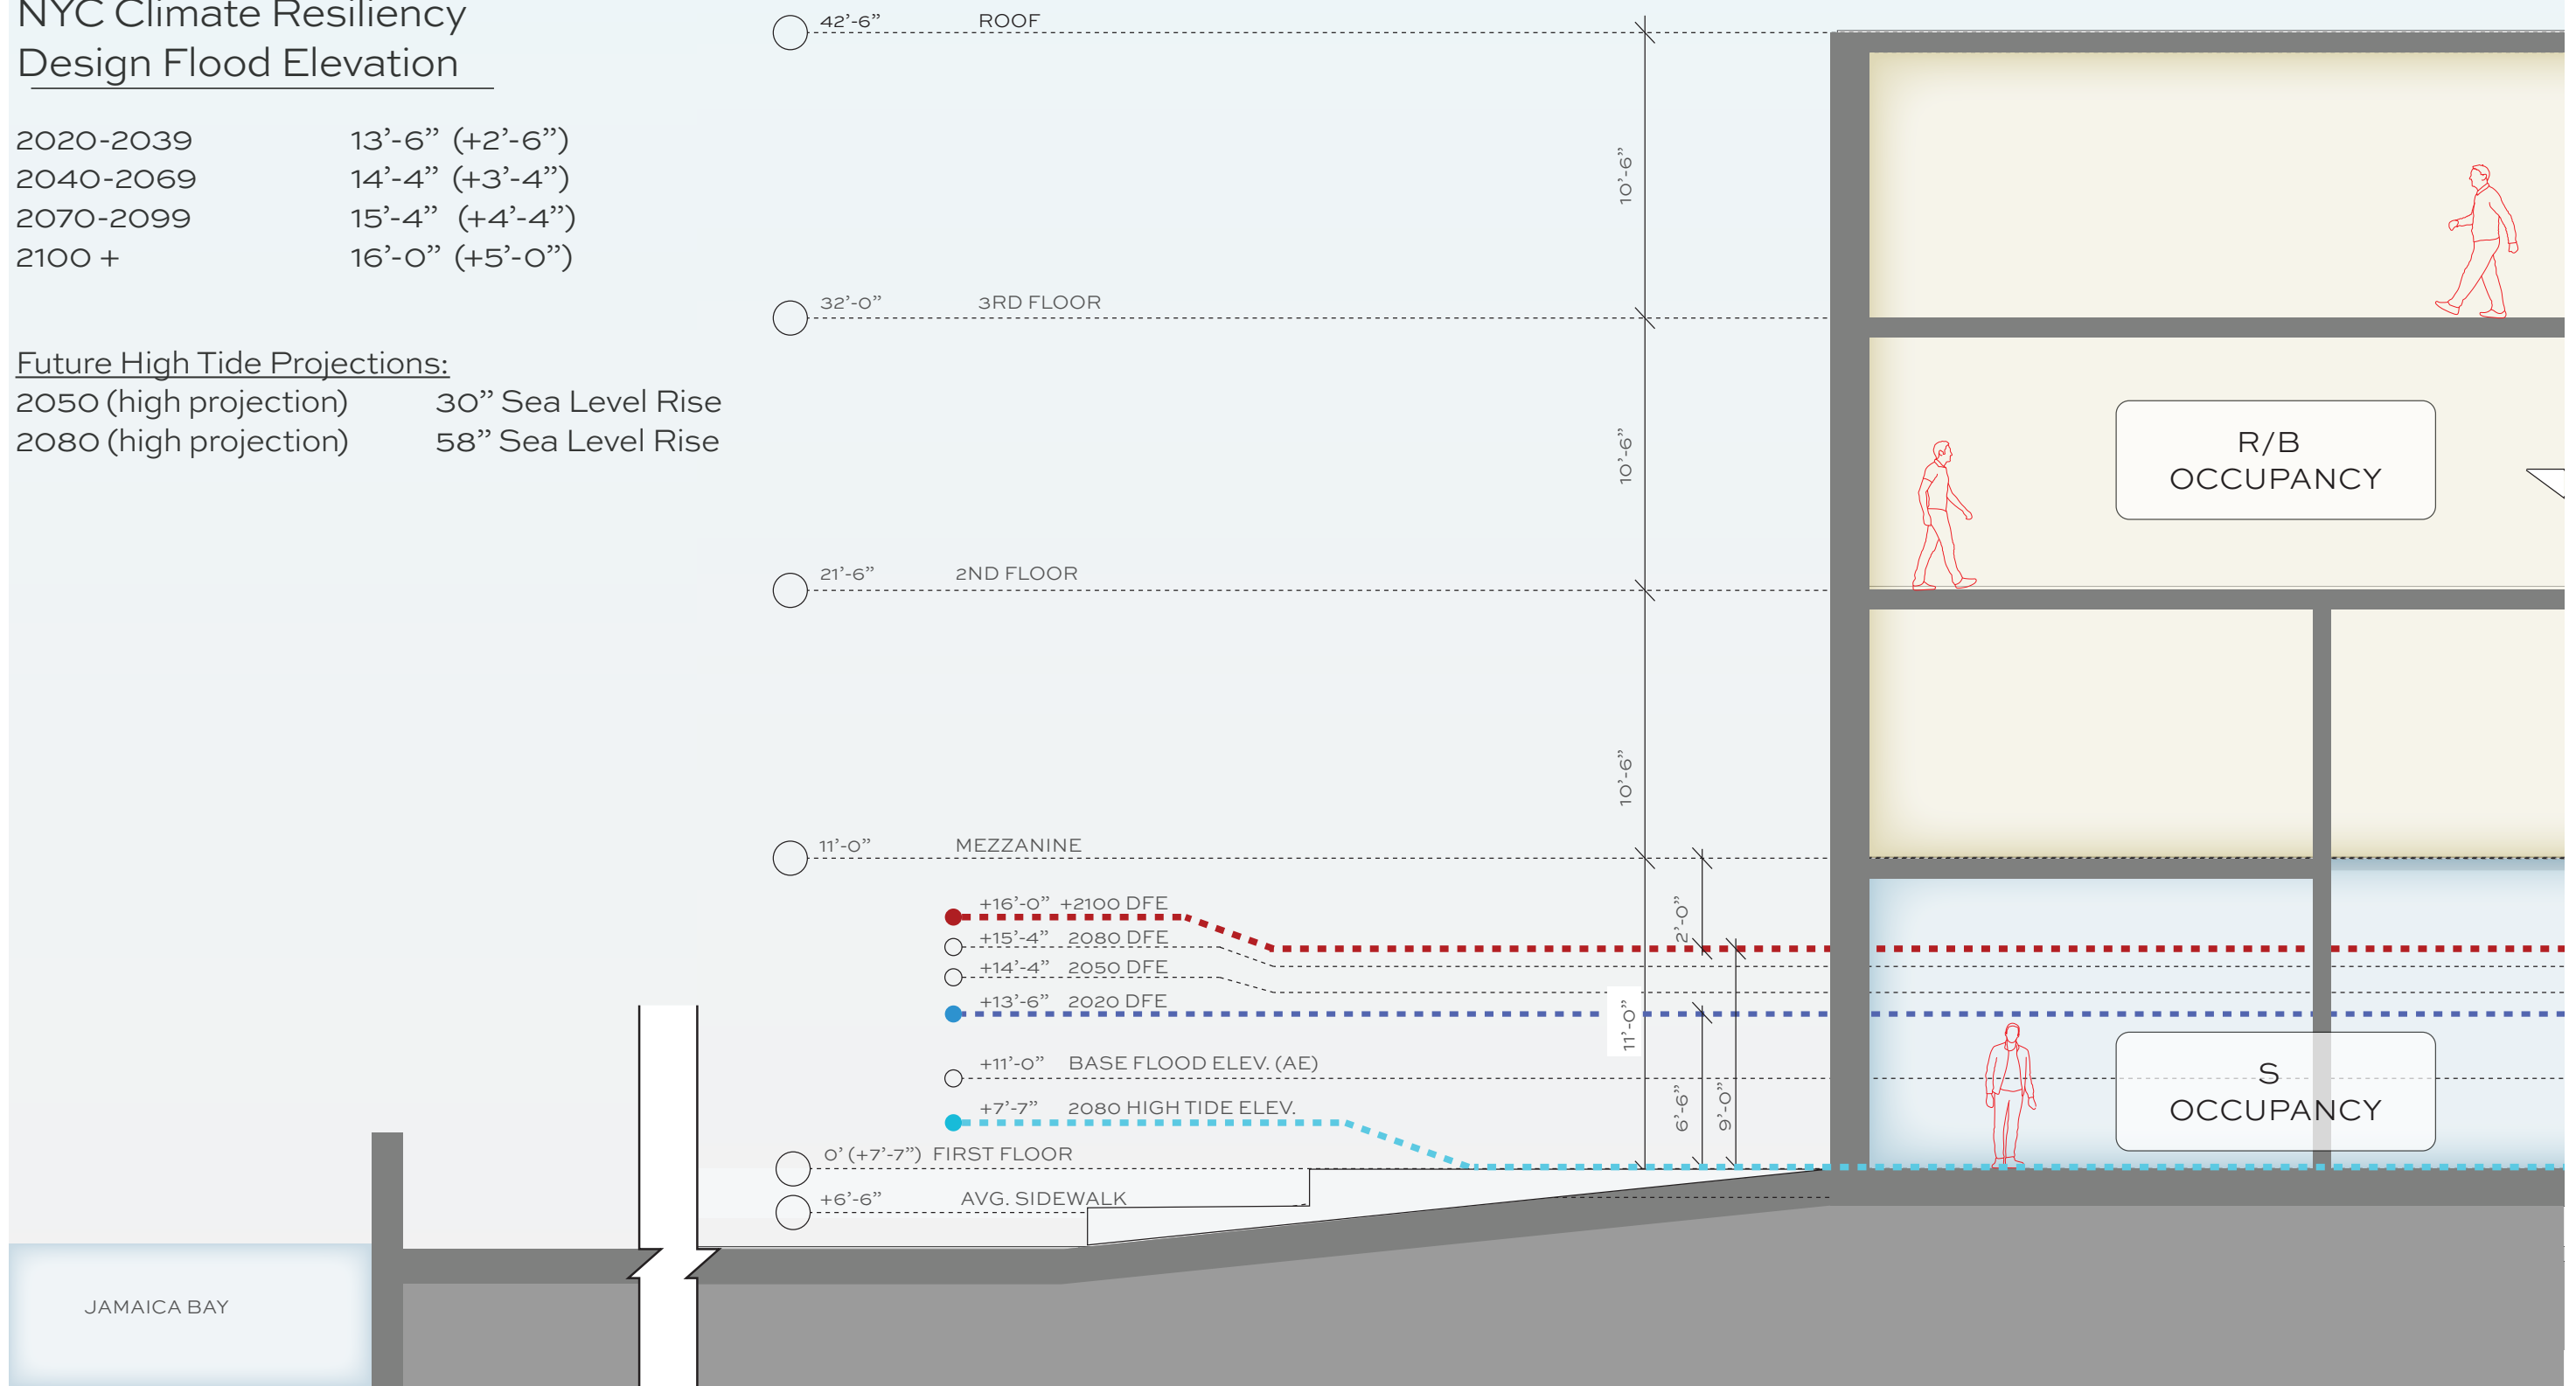 NYC Climate Resiliency
Design Flood Elevation
2020-2039 13’-6” (+2’-6”)
2040-2069 14’-4” (+3’-4”)
2070-2099 15’-4” (+4’-4”)
2100 + 16’-0” (+5’-0”)
Future High Tide Projections:
2050 (high projection) 30” Sea Level Rise
2080 (high projection) 58” Sea Level Rise
42’-6” ROOF
10’-6”
32’-0” 3RD FLOOR
10’-6”
R/B
OCCUPANCY
21’-6” 2ND FLOOR
10’-6”
11’-0” MEZZANINE
+16’-0” +2100 DFE
2’-0”
+15’-4” 2080 DFE
+14’-4” 2050 DFE
+13’-6” 2020 DFE
11’-0”
+11’-0” BASE FLOOD ELEV. (AE)
6’-6”
9’-0”
S
OCCUPANCY
+7’-7” 2080 HIGH TIDE ELEV.
0’ (+7’-7”) FIRST FLOOR
+6’-6” AVG. SIDEWALK
JAMAICA BAY